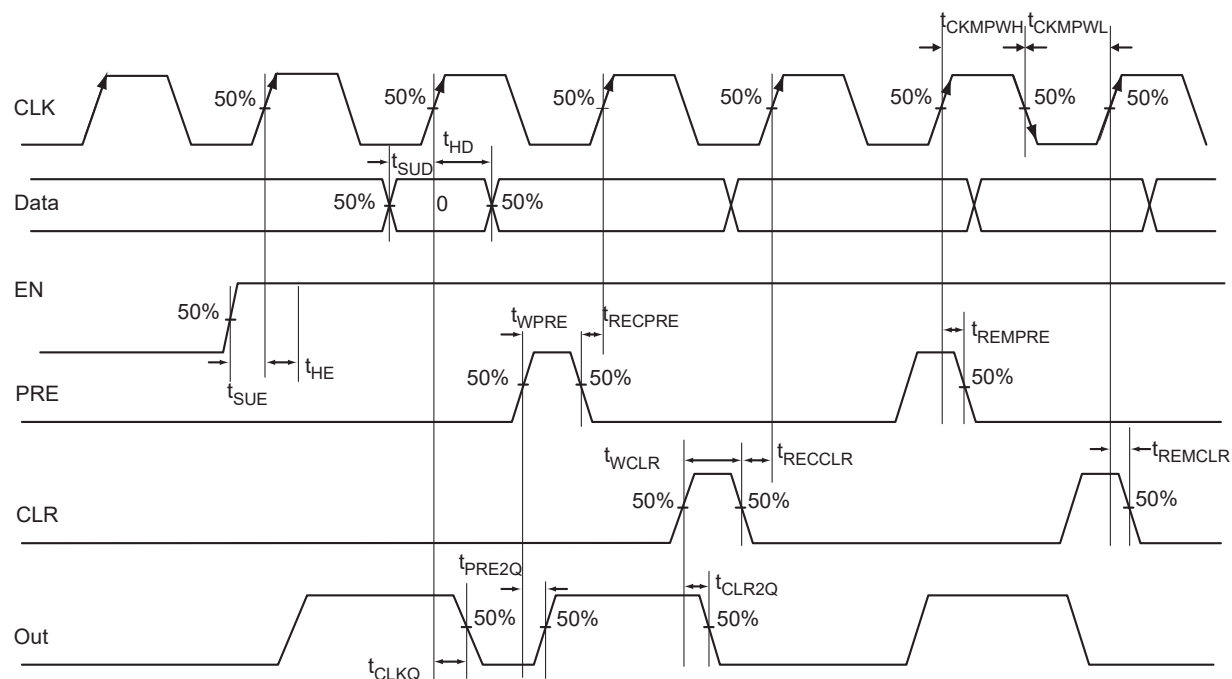 tCKMPWH tCKMPWL
CLK 50% 50% 50% 50% 50% 50% 50%
tHD
tSUD
Data 50% 0 50%
EN
50%
tWPRE tRECPRE tREMPRE
tHE
50% 50% 50%
tSUE
PRE
tWCLR tRECCLR tREMCLR
50% 50% 50%
CLR
tPRE2Q tCLR2Q
50% 50% 50%
Out
tCLKQ